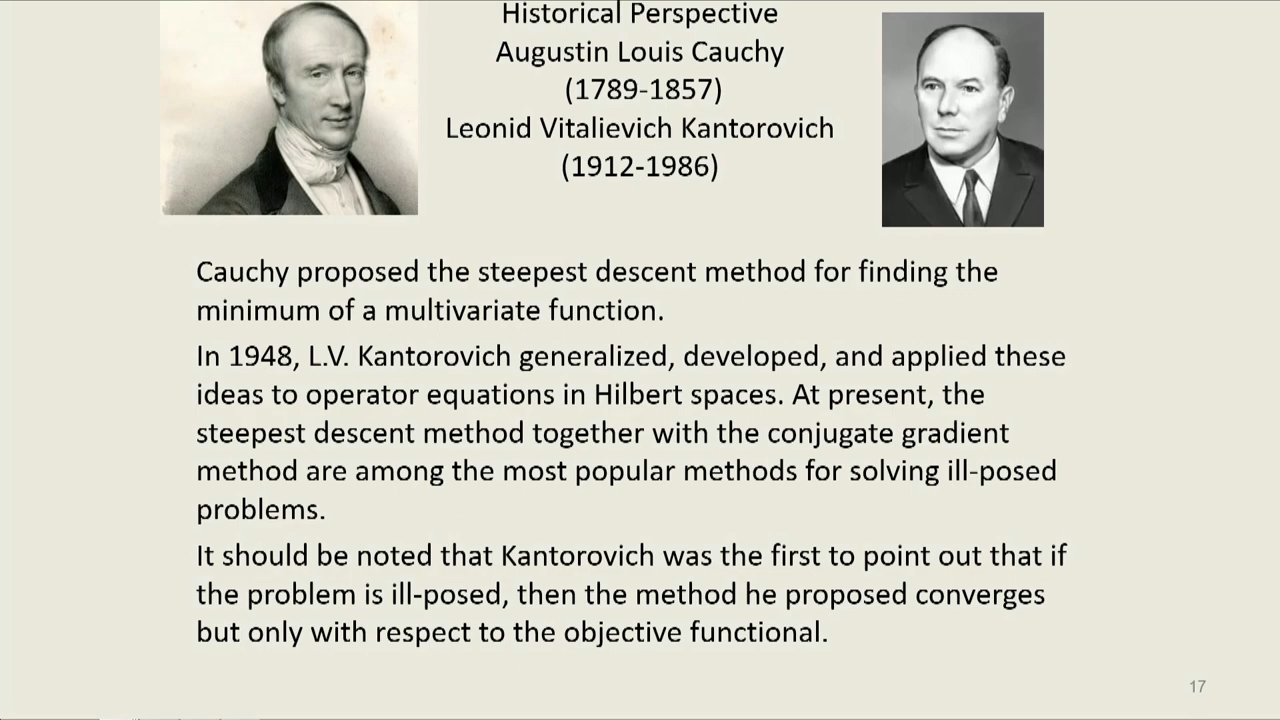 Historical Perspective
Augustin Louis Cauchy
(1789-1857)
Leonid Vitalievich Kantorovich
(1912-1986)
Cauchy proposed the steepest descent method for finding the
minimum of a multivariate function.
In 1948, L.V. Kantorovich generalized, developed, and applied these
ideas to operator equations in Hilbert spaces. At present, the
steepest descent method together with the conjugate gradient
method are among the most popular methods for solving ill-posed
problems.
It should be noted that Kantorovich was the first to point out that if
the problem is ill-posed, then the method he proposed converges
but only with respect to the objective functional.
17